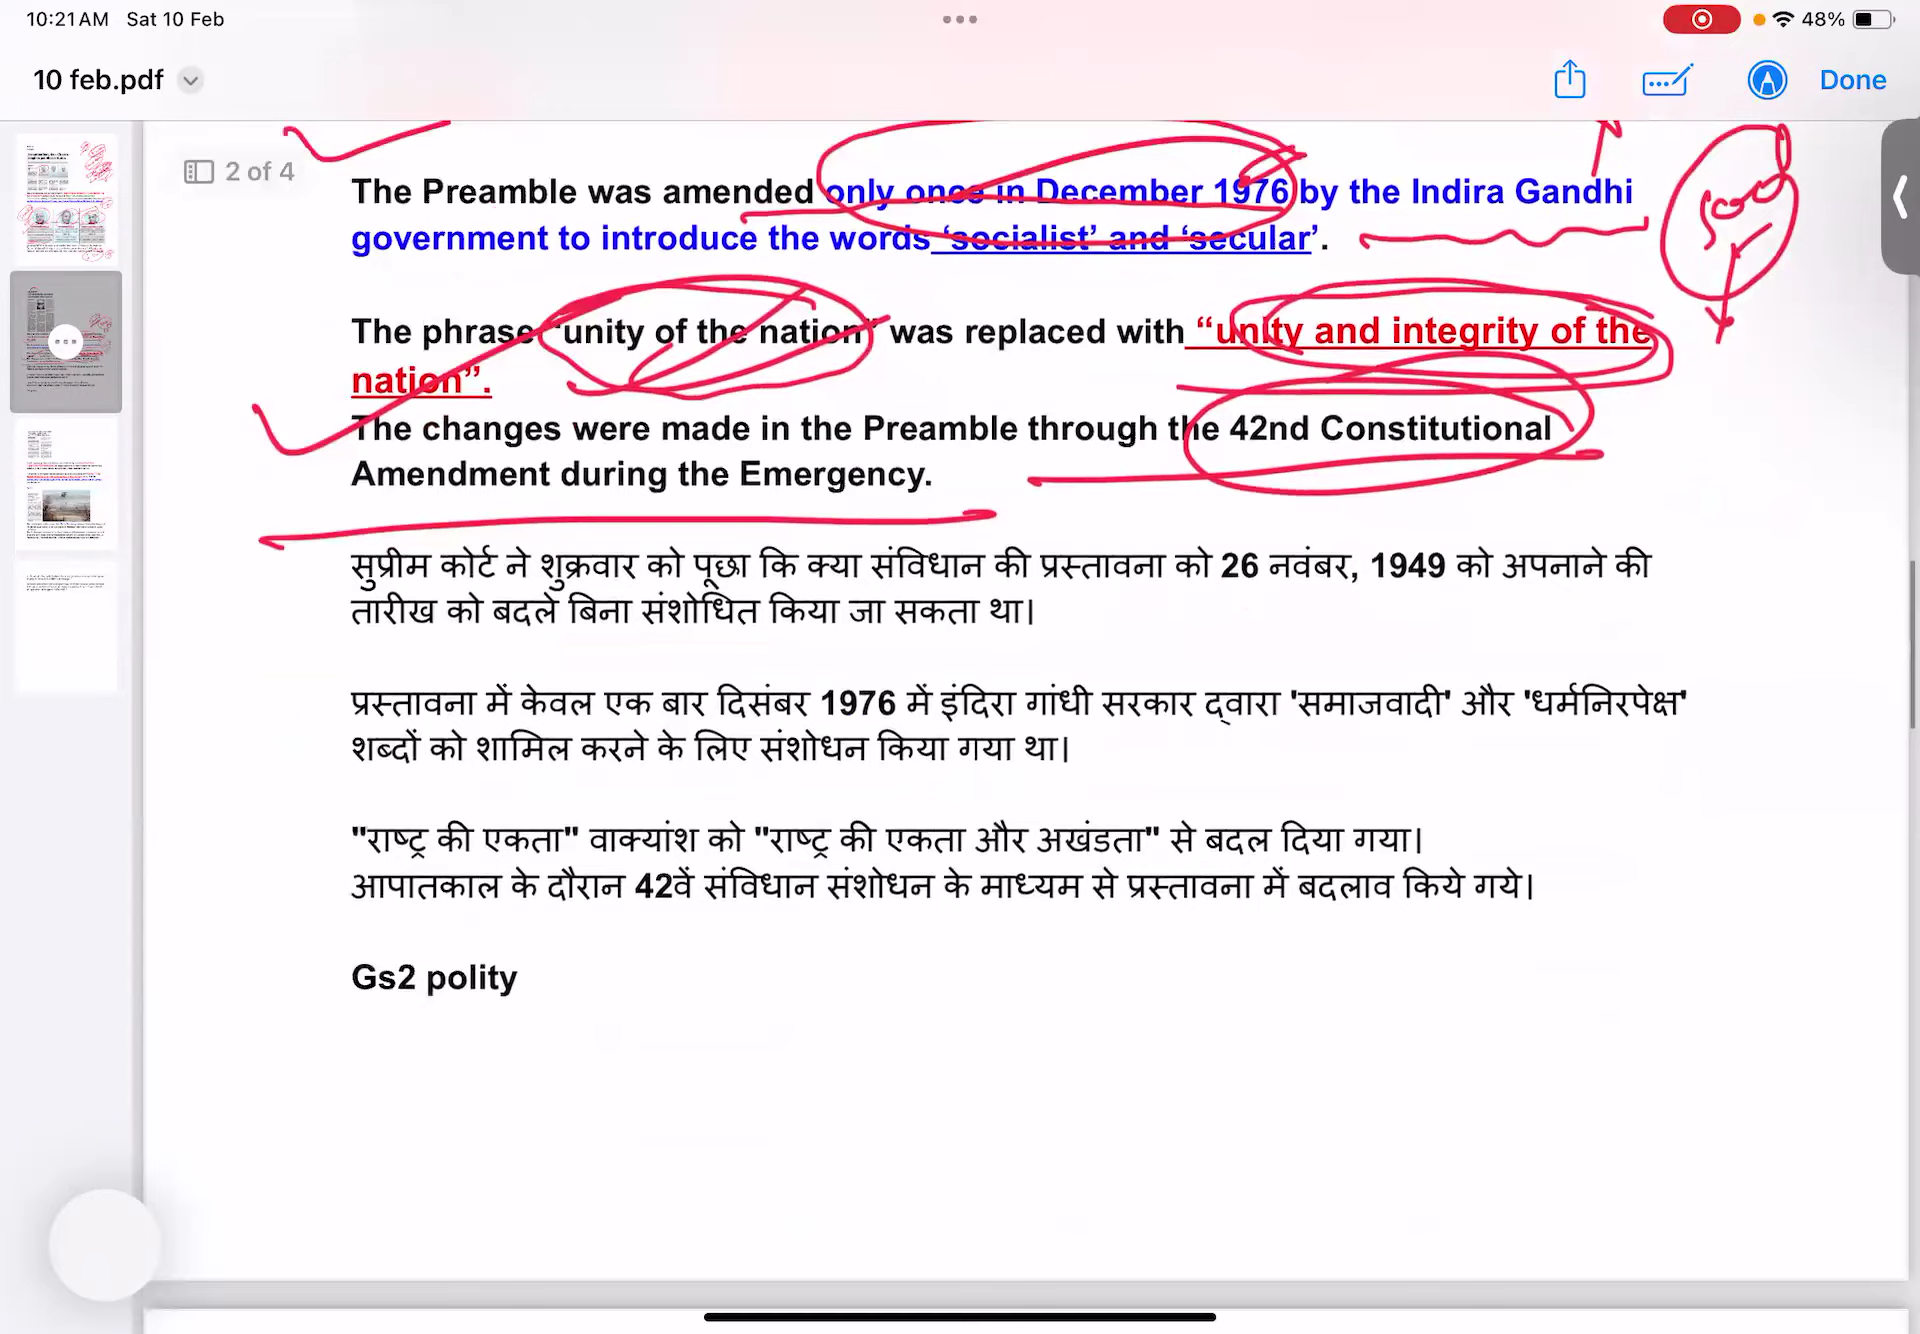 10:21 AM Sat 10 Feb
48%
10 feb.pdf
Done
2 of 4
The Preamble was amended only once in December 1976 by the Indira Gandhi
government to introduce the words ‘socialist’ and ‘secular’.
The phrase “unity of the nation” was replaced with “unity and integrity of the
nation”.
The changes were made in the Preamble through the 42nd Constitutional
Amendment during the Emergency.
सुप्रीम कोर्ट ने शुक्रवार को पूछा कि क्या संविधान की प्रस्तावना को 26 नवंबर, 1949 को अपनाने की
तारीख को बदले बिना संशोधित किया जा सकता था।
प्रस्तावना में केवल एक बार दिसंबर 1976 में इंदिरा गांधी सरकार द्वारा 'समाजवादी' और 'धर्मनिरपेक्ष'
शब्दों को शामिल करने के लिए संशोधन किया गया था।
"राष्ट्र की एकता" वाक्यांश को "राष्ट्र की एकता और अखंडता" से बदल दिया गया।
आपातकाल के दौरान 42वें संविधान संशोधन के माध्यम से प्रस्तावना में बदलाव किये गये।
Gs2 polity